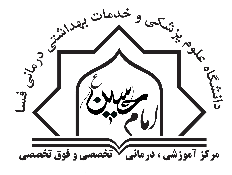 دانشگاه علوم پزشکی و خدمات بهداشتی درمانی فسا
امام حسین ع
مرکز آموزشی ، درمانی تخصصی و فوق تخصصی